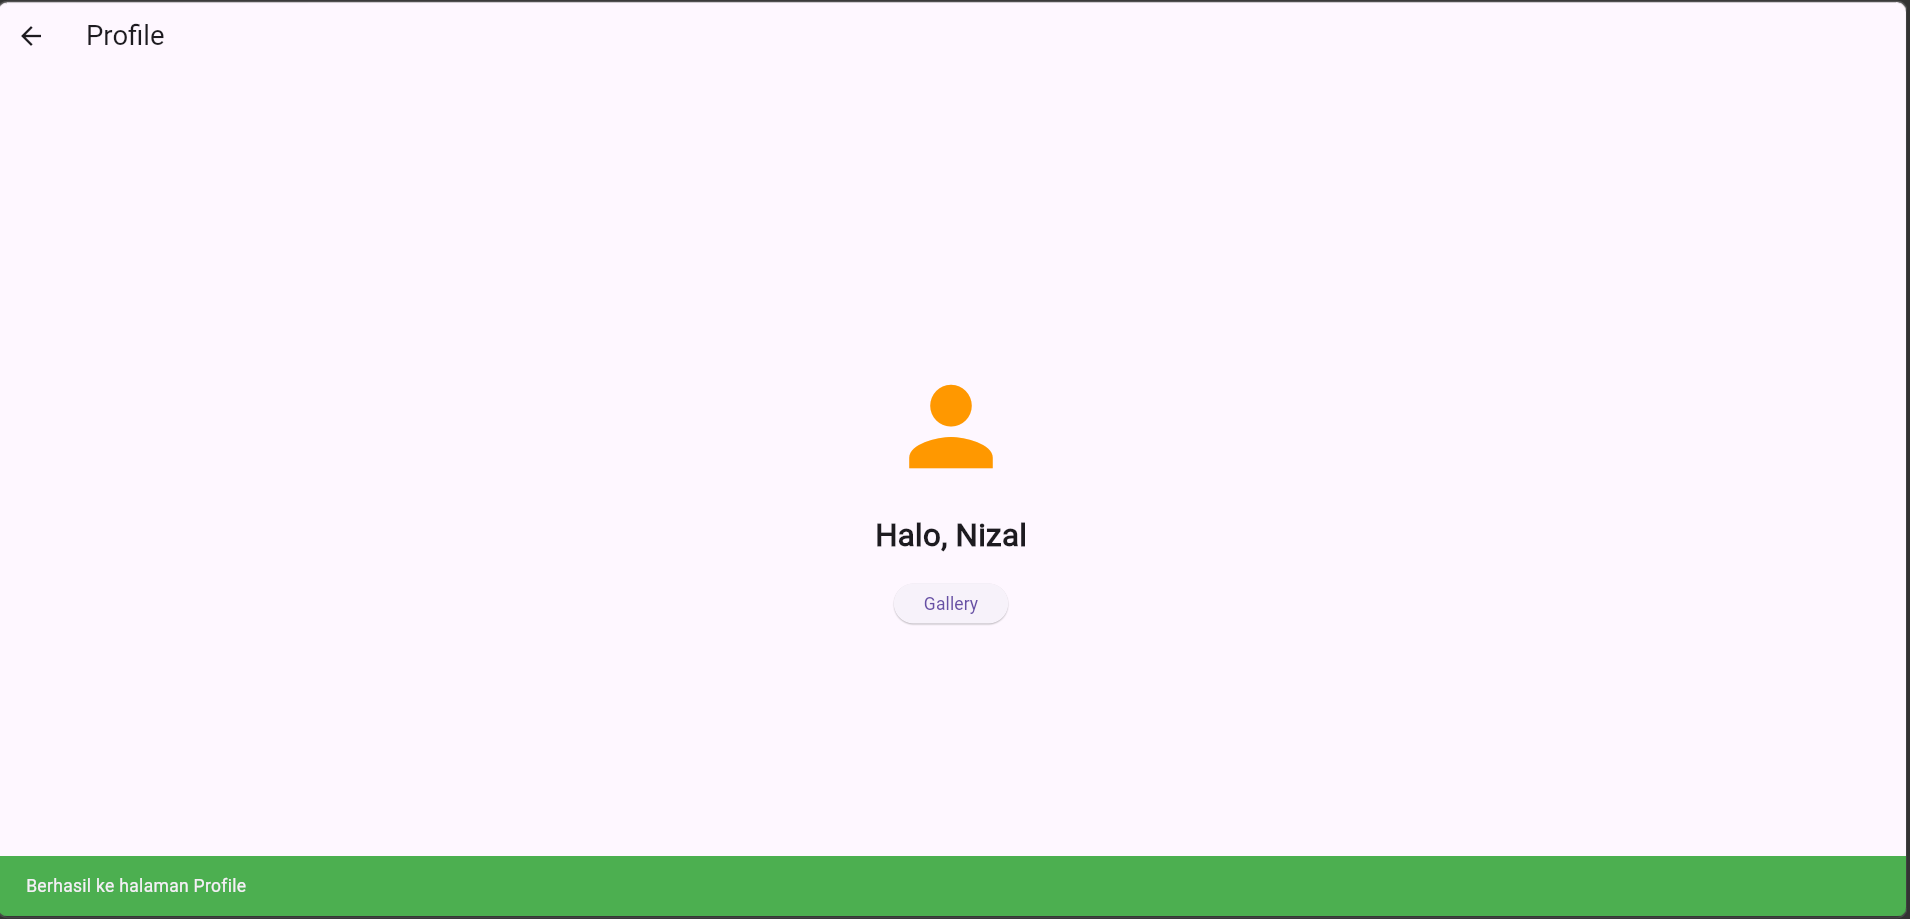 Profile
Halo, Nizal
Gallery
Berhasil ke halaman Profile